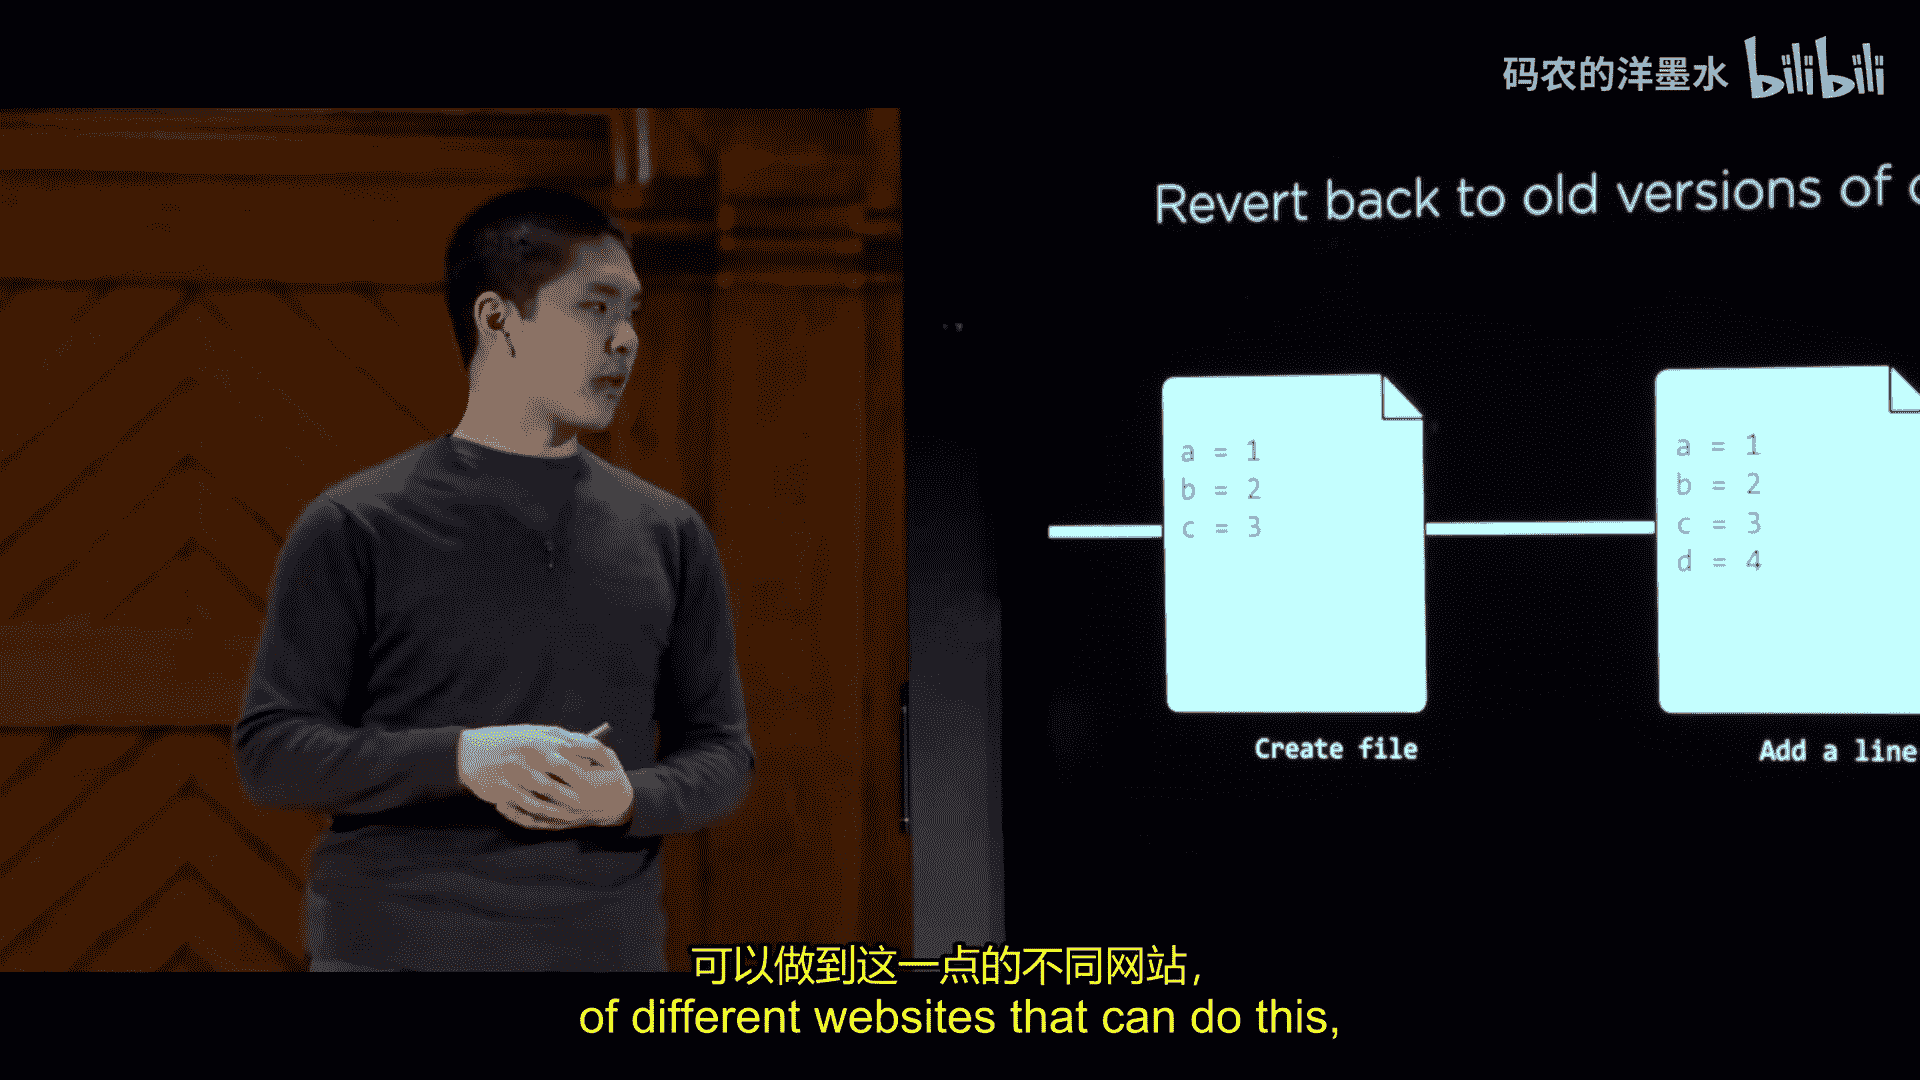 码农的洋墨水 bilibili
Revert back to old versions of
a = 1
b = 2
c = 3
a = 1
b = 2
c = 3
d = 4
Create file
Add a line
可以做到这一点的不同网站，
of different websites that can do this,